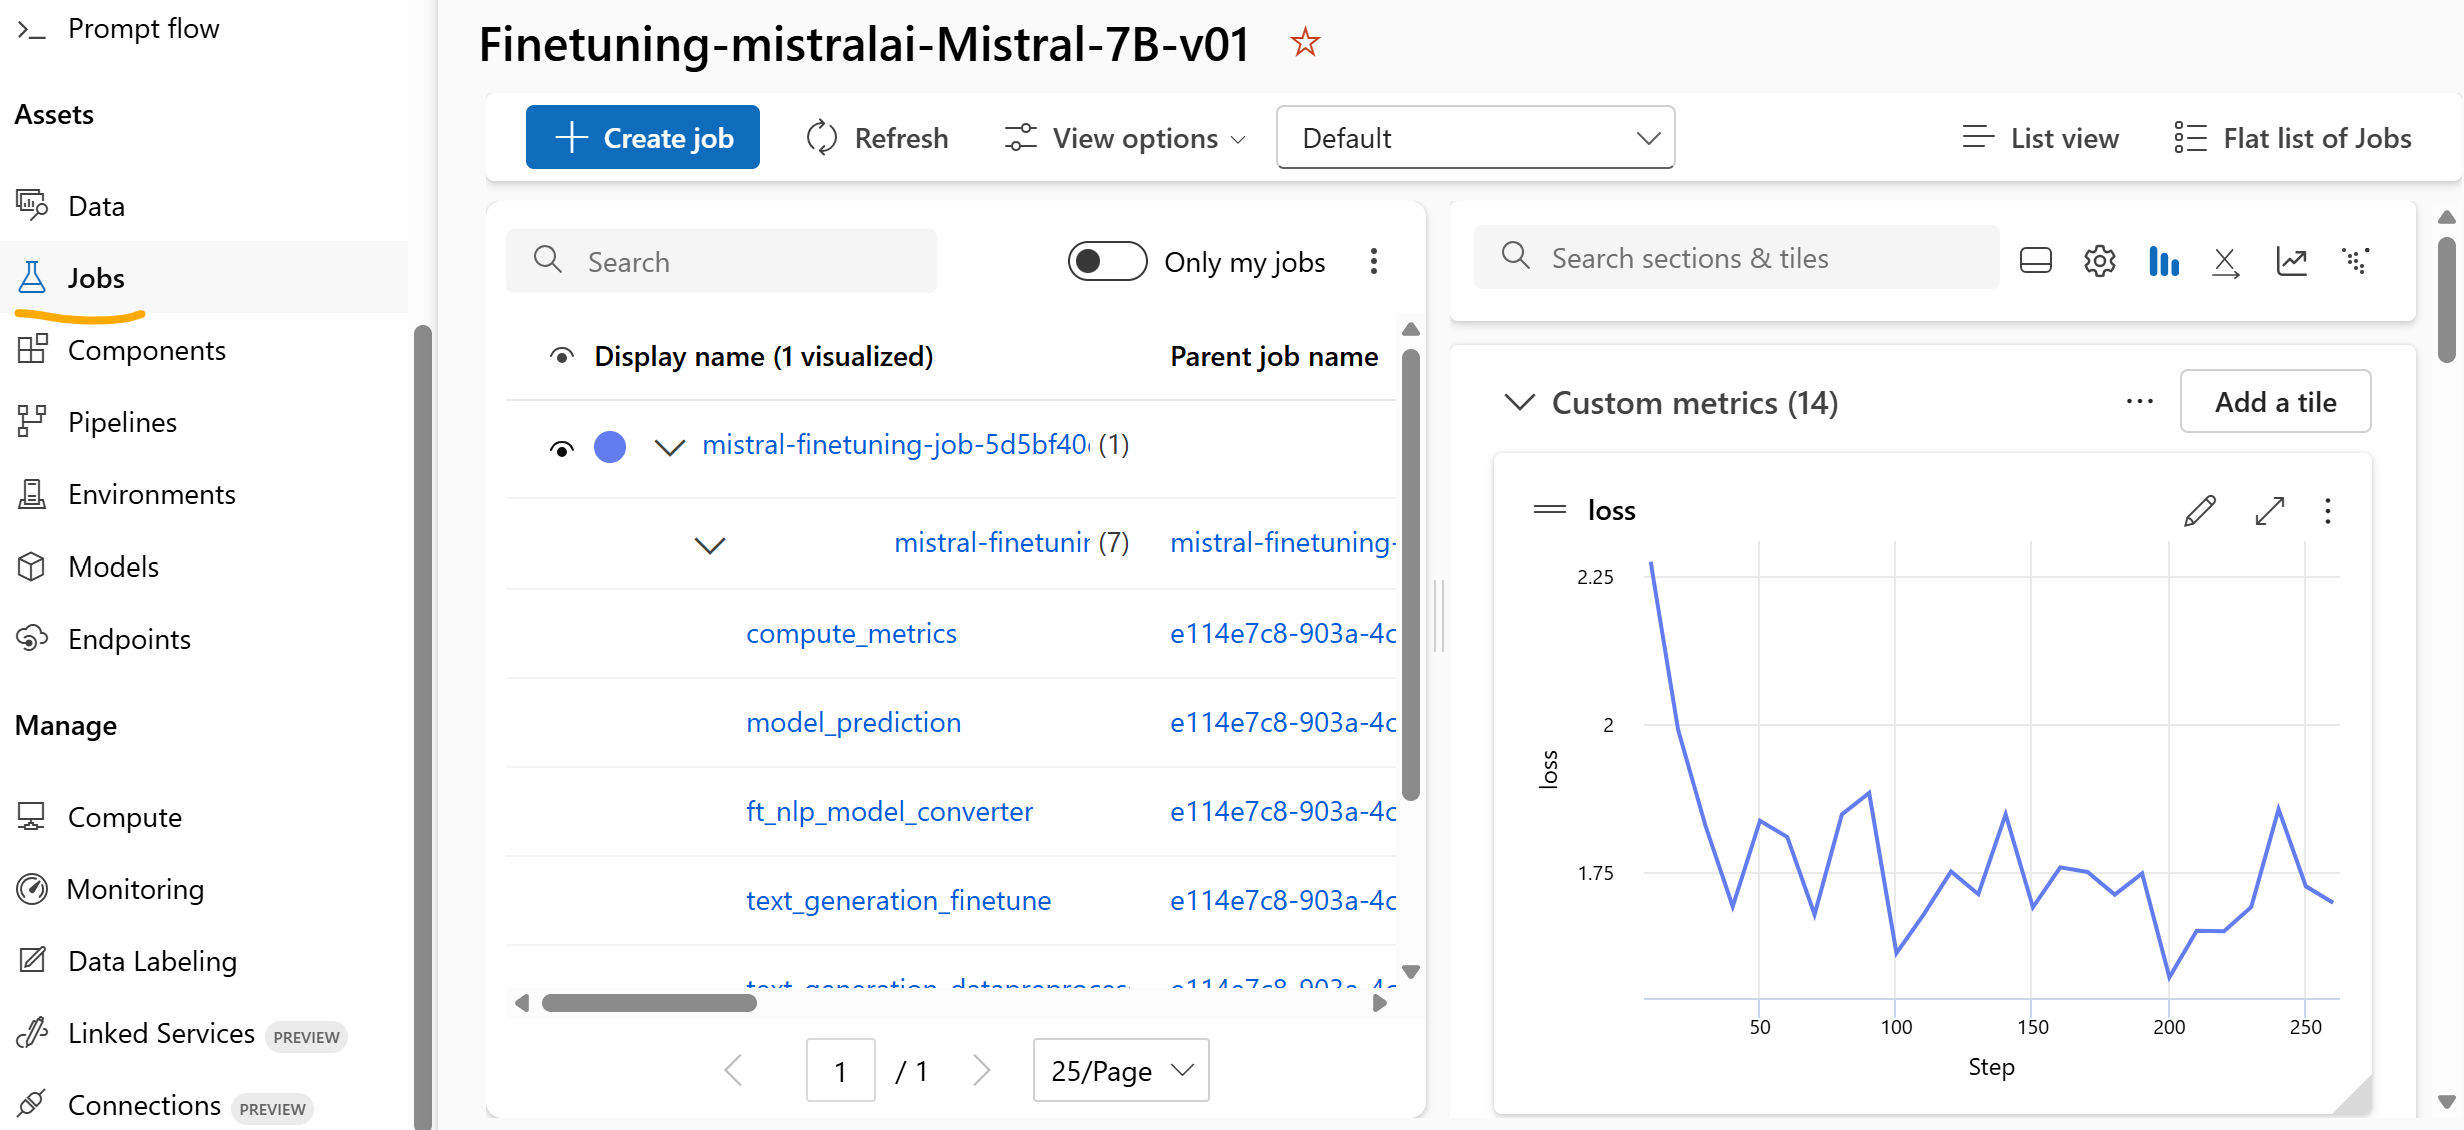 Prompt flow
Assets
Data
Jobs
Components
Pipelines
Environments
Models
Endpoints
Manage
Compute
Monitoring
Data Labeling
Linked Services PREVIEW
Connections PREVIEW
Finetuning-mistralai-Mistral-7B-v01
Create job
Refresh
View options
Default
List view
Flat list of Jobs
Search
Only my jobs
Display name (1 visualized)
Parent job name
mistral-finetuning-job-5d5bf40 (1)
mistral-finetunin (7)
mistral-finetuning-
compute_metrics
e114e7c8-903a-4c
model_prediction
e114e7c8-903a-4c
ft_nlp_model_converter
e114e7c8-903a-4c
text_generation_finetune
e114e7c8-903a-4c
text_generation_datapreproces
e114e7c8-903a-4c
1 / 1
25/Page
Search sections & tiles
Custom metrics (14)
Add a tile
loss
2.25
2
1.75
loss
50
100
150
200
250
Step